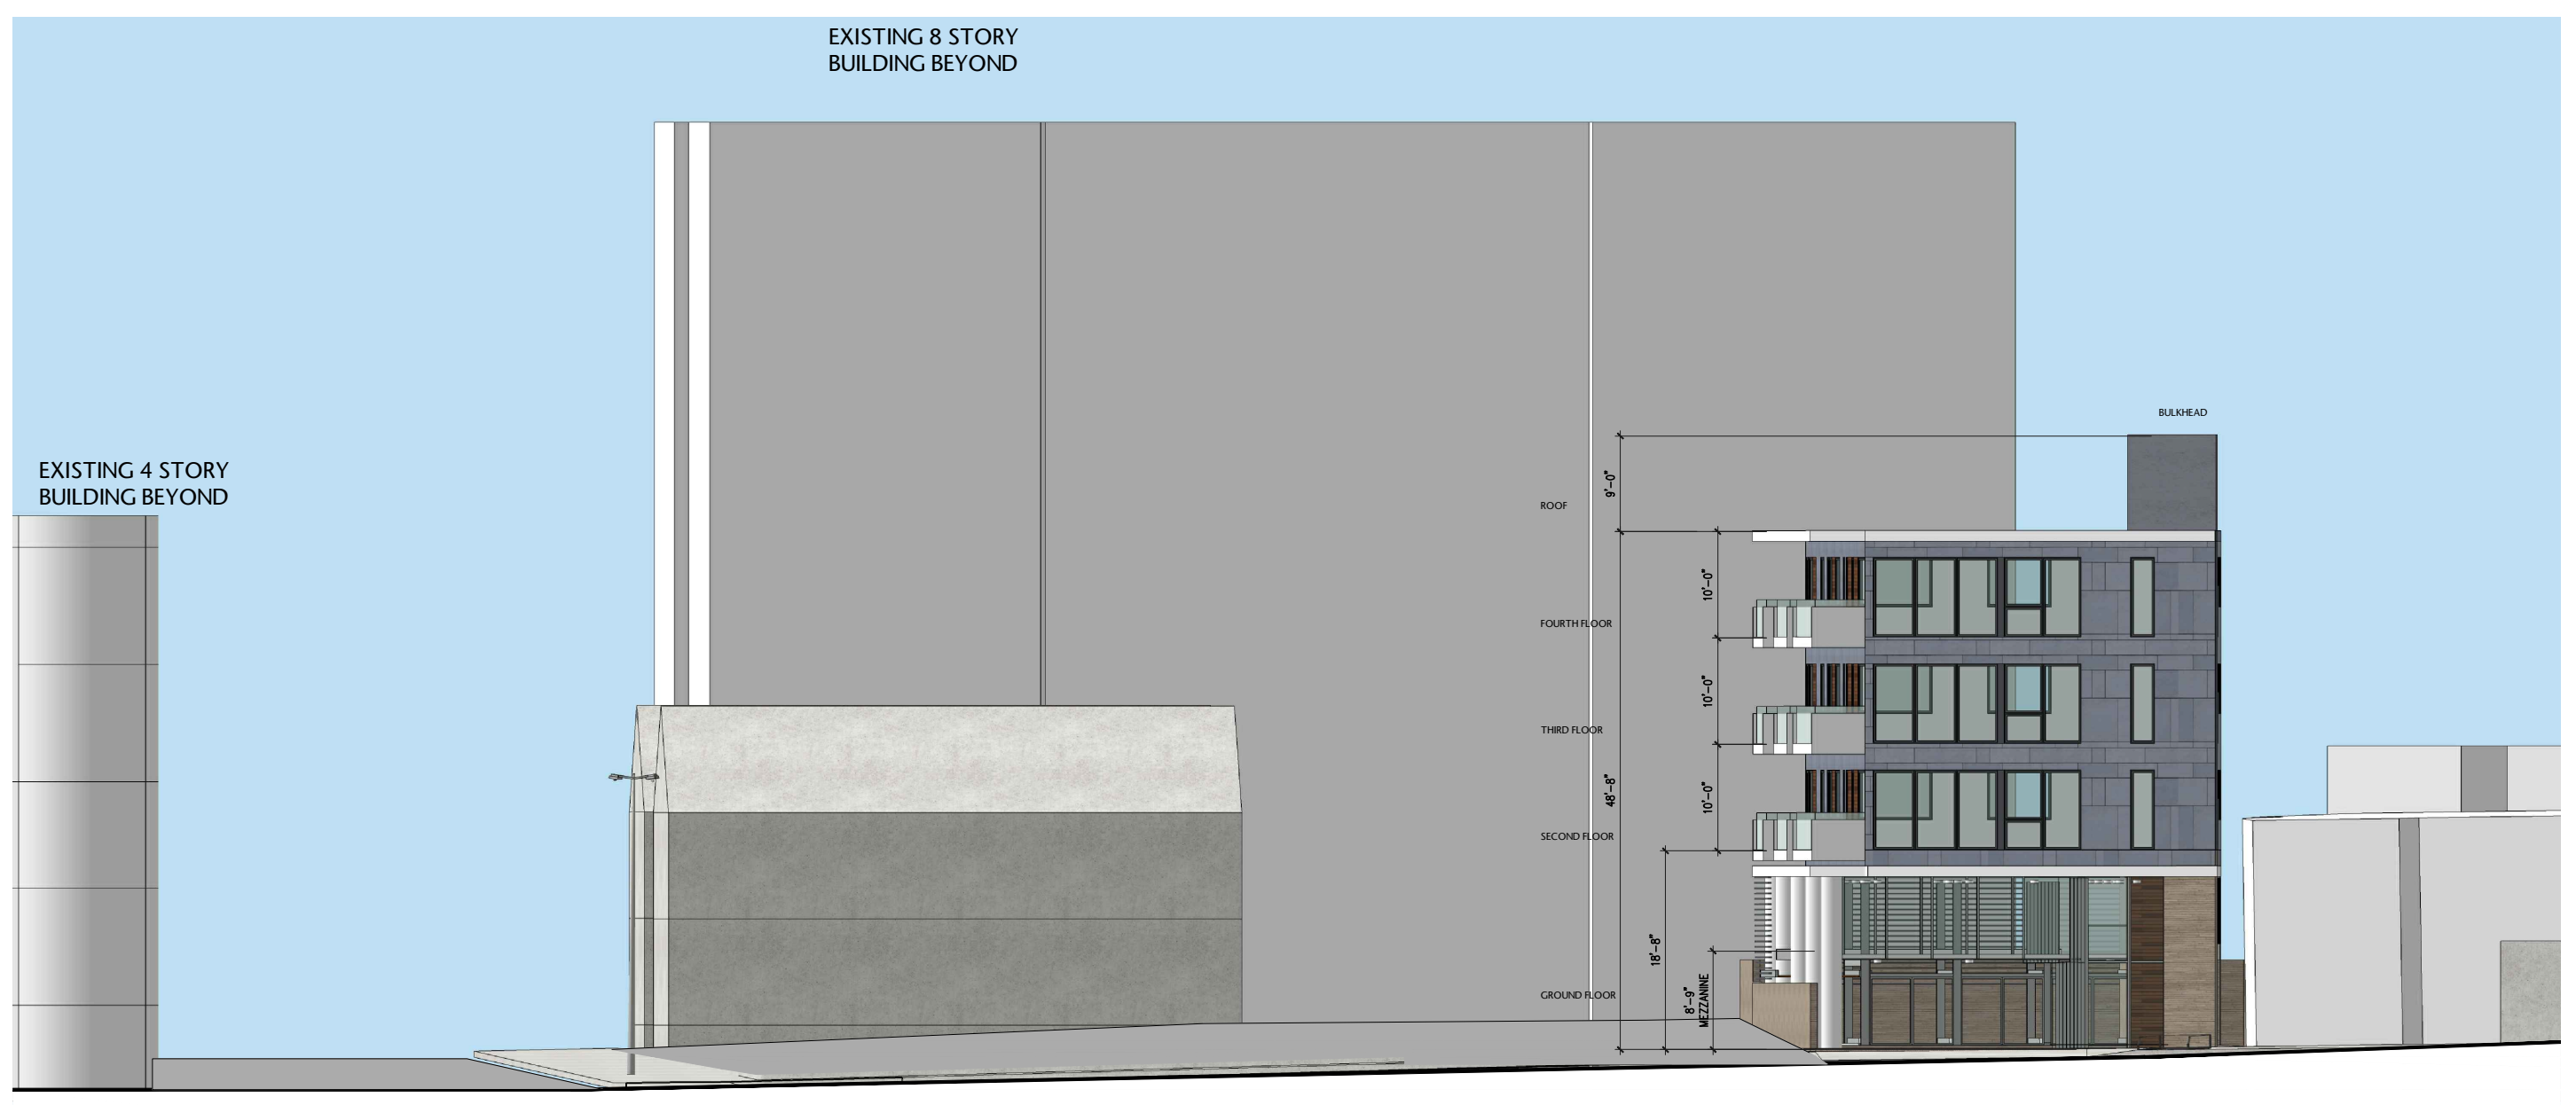 EXISTING 8 STORY
BUILDING BEYOND
EXISTING 4 STORY
BUILDING BEYOND
BULKHEAD
9'-0"
ROOF
10'-0"
FOURTH FLOOR
10'-0"
THIRD FLOOR
48'-8"
10'-0"
SECOND FLOOR
18'-8"
8'-9"
MEZZANINE
GROUND FLOOR